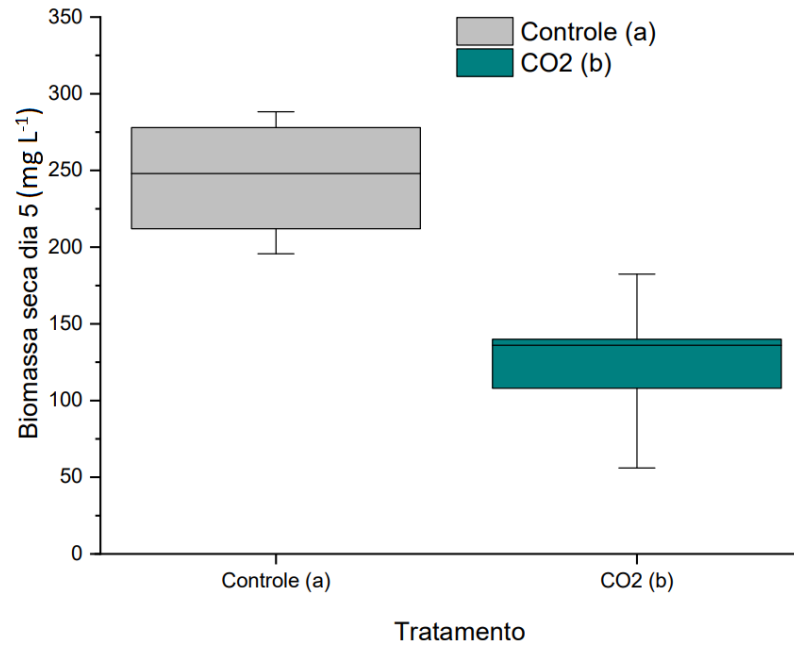 350
300
250
200
150
100
50
0
Biomassa seca dia 5 (mg L⁻¹)
Controle (a)
CO2 (b)
Controle (a)
CO2 (b)
Tratamento